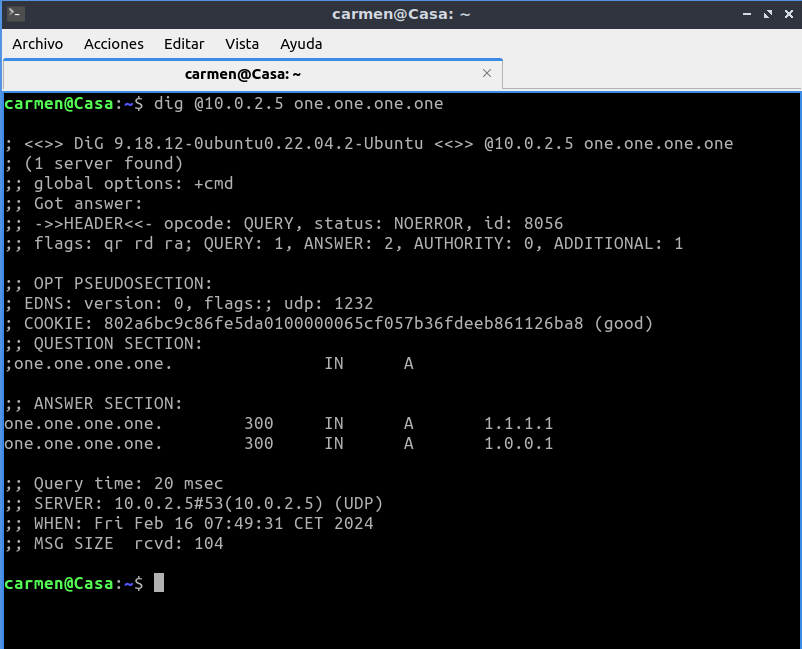 carmen@Casa: ~
Archivo Acciones Editar Vista Ayuda
carmen@Casa: ~
carmen@Casa:~$ dig @10.0.2.5 one.one.one.one
; <<>> DiG 9.18.12-0ubuntu0.22.04.2-Ubuntu <<>> @10.0.2.5 one.one.one.one
; (1 server found)
;; global options: +cmd
;; Got answer:
;; ->>HEADER<<- opcode: QUERY, status: NOERROR, id: 8056
;; flags: qr rd ra; QUERY: 1, ANSWER: 2, AUTHORITY: 0, ADDITIONAL: 1
;; OPT PSEUDOSECTION:
; EDNS: version: 0, flags:; udp: 1232
; COOKIE: 802a6bc9c86fe5da0100000065cf057b36fdeeb861126ba8 (good)
;; QUESTION SECTION:
;one.one.one.one. IN A
;; ANSWER SECTION:
one.one.one.one. 300 IN A 1.1.1.1
one.one.one.one. 300 IN A 1.0.0.1
;; Query time: 20 msec
;; SERVER: 10.0.2.5#53(10.0.2.5) (UDP)
;; WHEN: Fri Feb 16 07:49:31 CET 2024
;; MSG SIZE rcvd: 104
carmen@Casa:~$